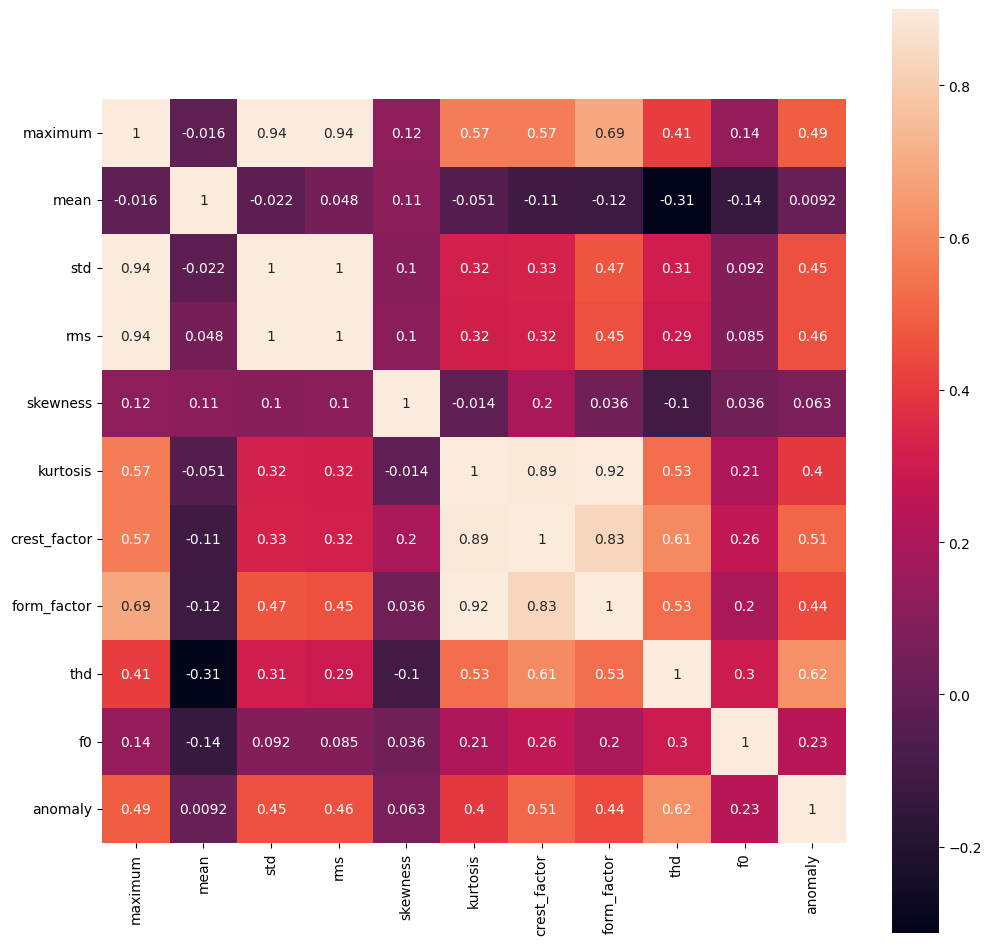 0.8
maximum 1 -0.016 0.94 0.94 0.12 0.57 0.57 0.69 0.41 0.14 0.49
mean -0.016 1 -0.022 0.048 0.11 -0.051 -0.11 -0.12 -0.31 -0.14 0.0092
0.6
std 0.94 -0.022 1 1 0.1 0.32 0.33 0.47 0.31 0.092 0.45
rms 0.94 0.048 1 1 0.1 0.32 0.32 0.45 0.29 0.085 0.46
0.4
skewness 0.12 0.11 0.1 0.1 1 -0.014 0.2 0.036 -0.1 0.036 0.063
kurtosis 0.57 -0.051 0.32 0.32 -0.014 1 0.89 0.92 0.53 0.21 0.4
crest_factor 0.57 -0.11 0.33 0.32 0.2 0.89 1 0.83 0.61 0.26 0.51
0.2
form_factor 0.69 -0.12 0.47 0.45 0.036 0.92 0.83 1 0.53 0.2 0.44
thd 0.41 -0.31 0.31 0.29 -0.1 0.53 0.61 0.53 1 0.3 0.62
0.0
f0 0.14 -0.14 0.092 0.085 0.036 0.21 0.26 0.2 0.3 1 0.23
anomaly 0.49 0.0092 0.45 0.46 0.063 0.4 0.51 0.44 0.62 0.23 1
−0.2
maximum mean std rms skewness kurtosis crest_factor form_factor thd f0 anomaly